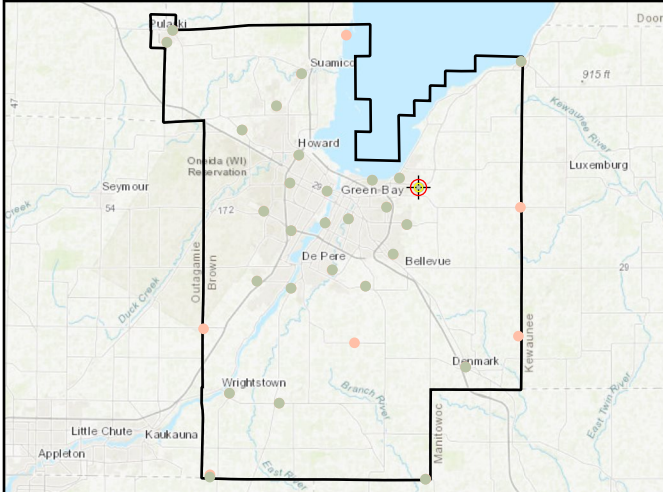 Pulaski
Door
Suamico
915 ft
47
Kewaunee
River
Howard
Oneida (WI)
Reservation
Luxemburg
Seymour
29
Green Bay
Creek
54
172
De Pere
Bellevue
29
Outagamie
Brown
Duck Creek
Kewaunee
Denmark
Wrightstown
Branch
River
East Twin River
Little Chute
Kaukauna
Manitowoc
Appleton
East River